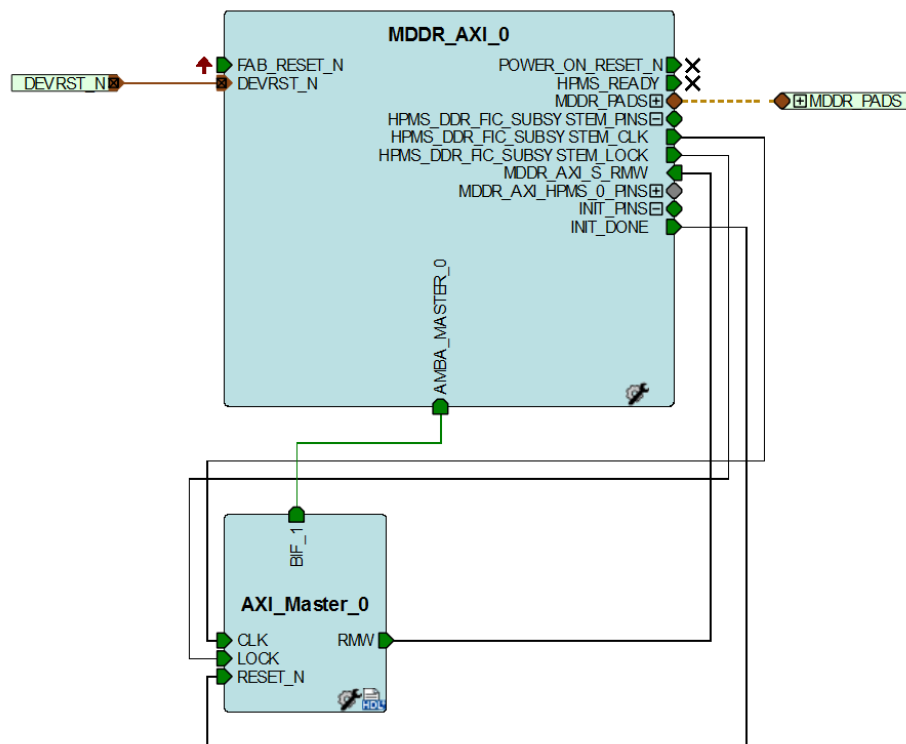 MDDR_AXI_0
FAB_RESET_N
DEVRST_N
DEVRST_N
POWER_ON_RESET_N
HPMS_READY
MDDR_PADS
MDDR_PADS
HPMS_DDR_FIC_SUBSYSTEM_PINS
HPMS_DDR_FIC_SUBSYSTEM_CLK
HPMS_DDR_FIC_SUBSYSTEM_LOCK
MDDR_AXI_S_RMW
MDDR_AXI_HPMS_0_PINS
INIT_PINS
INIT_DONE
AMBA_MASTER_0
BIF_1
AXI_Master_0
CLK
RMW
LOCK
RESET_N
HDL